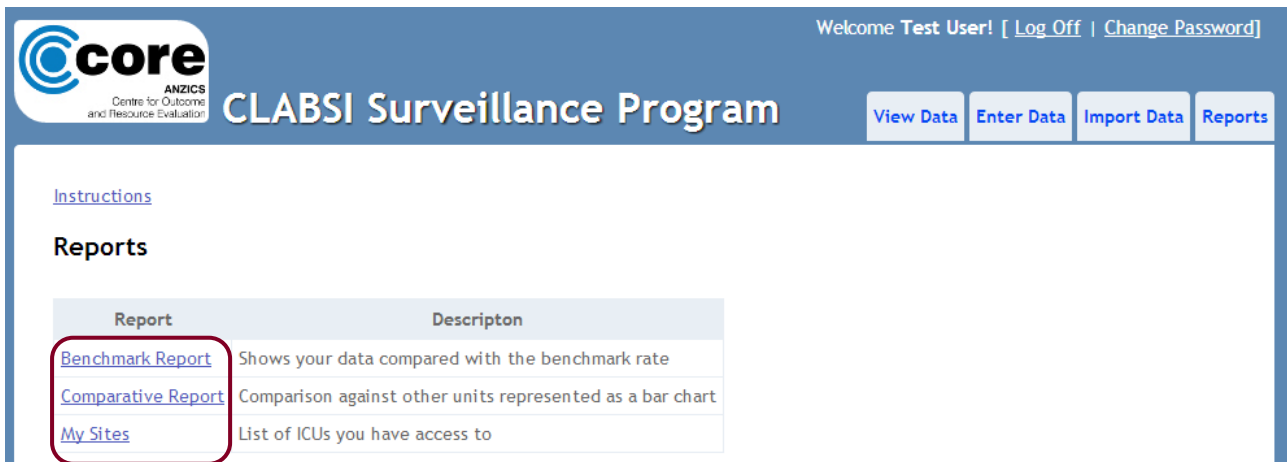 Welcome Test User! [ Log Off | Change Password]
core
ANZICS
Centre for Outcome
and Resource Evaluation
CLABSI Surveillance Program
View Data Enter Data Import Data Reports
Instructions
Reports
Report Descripton
Benchmark Report Shows your data compared with the benchmark rate
Comparative Report Comparison against other units represented as a bar chart
My Sites List of ICUs you have access to